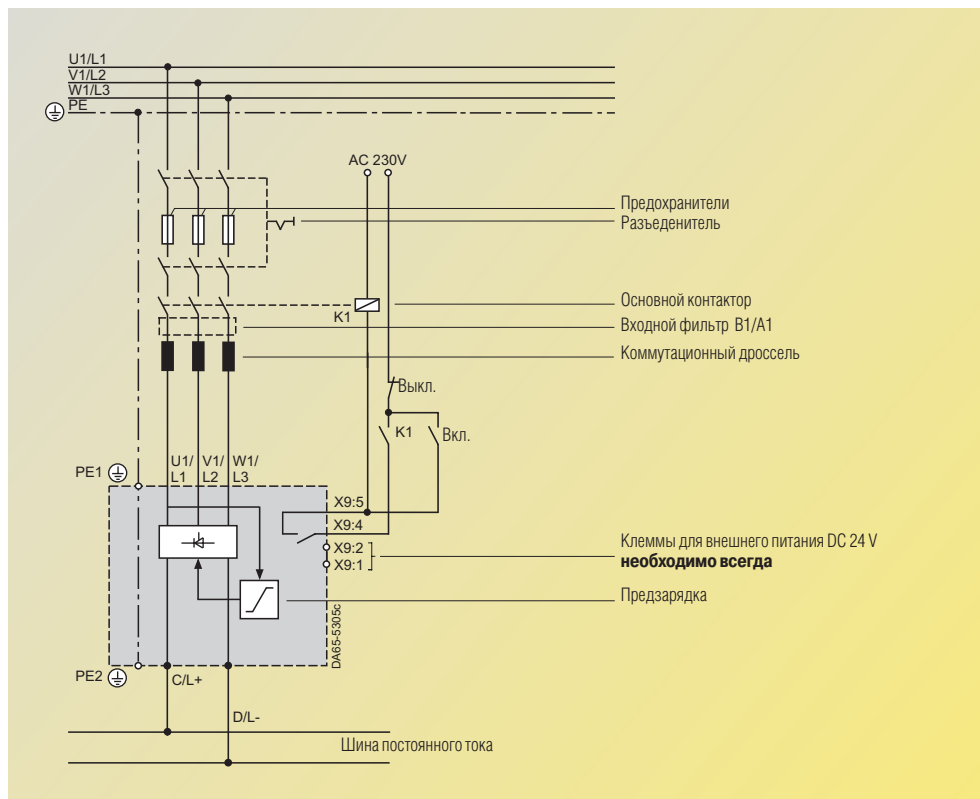 U1/L1
V1/L2
W1/L3
PE
AC 230V
Предохранители
Разъеденитель
Основной контактор
K1
Входной фильтр B1/A1
Коммутационный дроссель
Выкл.
K1
Вкл.
U1/ V1/ W1/
L1 L2 L3
PE1
X9:5
X9:4
X9:2
X9:1
Клеммы для внешнего питания DC 24 V
необходимо всегда
Предзарядка
DA65-5305c
PE2
C/L+
D/L-
Шина постоянного тока